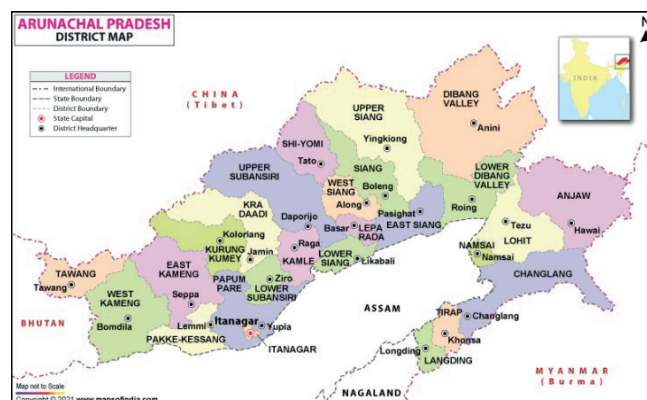 ARUNACHAL PRADESH
DISTRICT MAP
N
LEGEND
International Boundary
State Boundary
District Boundary
State Capital
District Headquarter
CHINA
(Tibet)
INDIA
DIBANG
VALLEY
Anini
UPPER
SIANG
Yingkiong
SHI-YOMI
Tato
SIANG
Boleng
UPPER
SUBANSIRI
Daporijo
WEST
SIANG
Along
LOWER
DIBANG
VALLEY
Roing
ANJAW
Hawai
KRA
DAADI
Jamin
Pasighat
EAST SIANG
Tezu
LOHIT
Koloriang
KURUNG
KUMEY
Basar
LEPA
RADA
Raga
KAMLE
LOWER
SIANG
Likabali
NAMSAI
Namsai
CHANGLANG
TAWANG
Tawang
EAST
KAMENG
Seppa
PAPUM
PARE
Ziro
LOWER
SUBANSIRI
WEST
KAMENG
Bomdila
BHUTAN
Lemmi
Itanagar
Yupla
PAKKE-KESSANG
ITANAGAR
ASSAM
TIRAP
Changlang
Khonsa
Longding
LANGDING
MYANMAR
(Burma)
NAGALAND
Map not to Scale
Copyright © 2021 www.mapsofindia.com